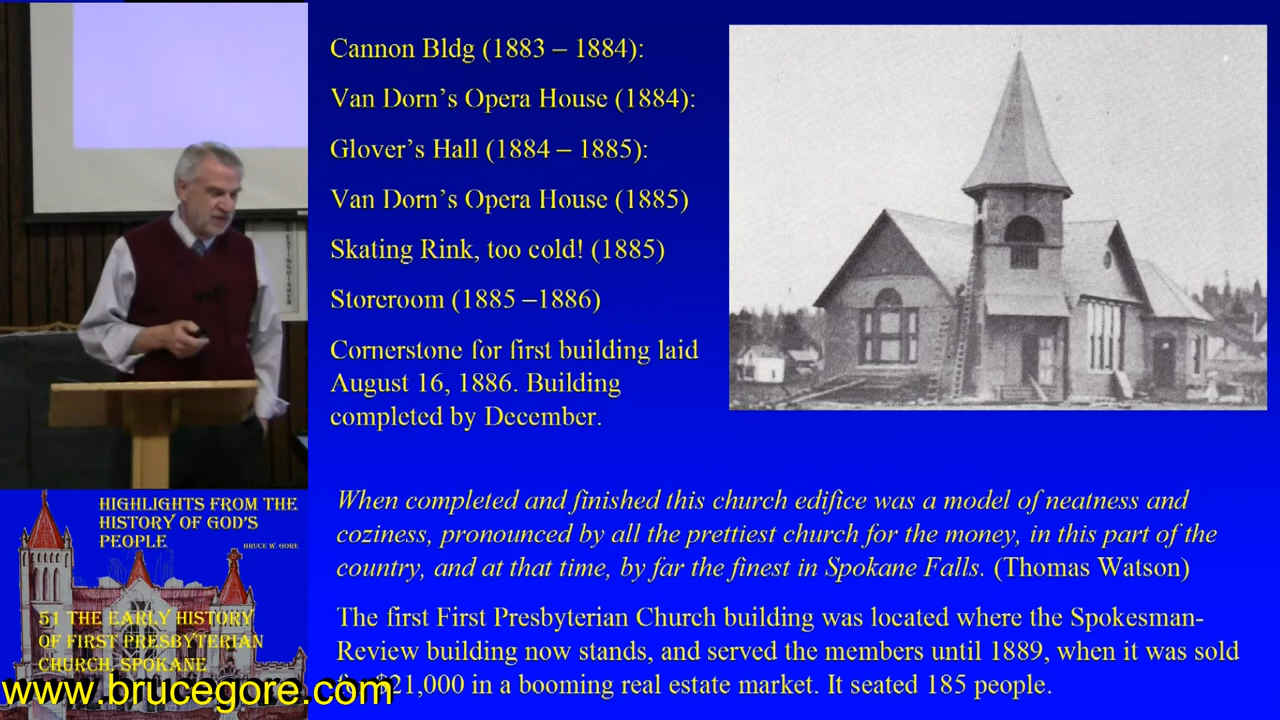 Cannon Bldg (1883 – 1884):
Van Dorn's Opera House (1884):
Glover's Hall (1884 – 1885):
Van Dorn's Opera House (1885)
Skating Rink, too cold! (1885)
Storeroom (1885 –1886)
Cornerstone for first building laid
August 16, 1886. Building
completed by December.
When completed and finished this church edifice was a model of neatness and
coziness, pronounced by all the prettiest church for the money, in this part of the
country, and at that time, by far the finest in Spokane Falls. (Thomas Watson)
The first First Presbyterian Church building was located where the Spokesman-
Review building now stands, and served the members until 1889, when it was sold
$21,000 in a booming real estate market. It seated 185 people.
HIGHLIGHTS FROM THE
HISTORY OF GOD'S
PEOPLE
BRUCE W. GORE
51 THE EARLY HISTORY
OF FIRST PRESBYTERIAN
CHURCH, SPOKANE
www.brucegore.com